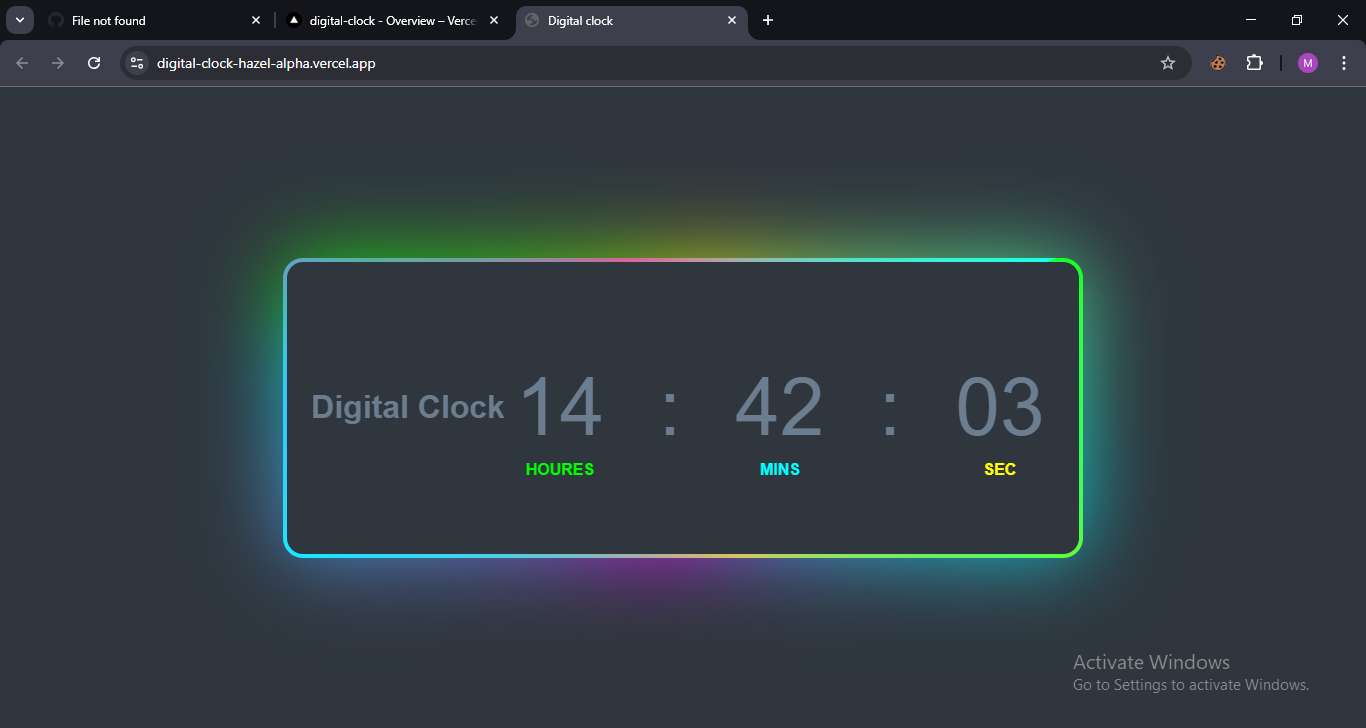 File not found
digital-clock - Overview – Verce
Digital clock
digital-clock-hazel-alpha.vercel.app
M
Digital Clock 14 : 42 : 03
HOURES MINS SEC
Activate Windows
Go to Settings to activate Windows.